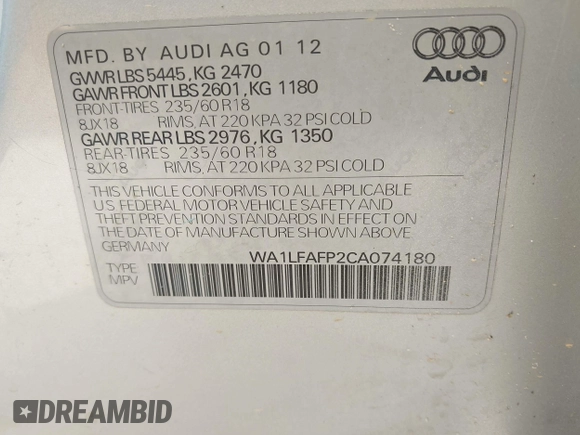 MFD. BY AUDI AG 01 12
GVWR LBS 5445, KG 2470
GAWR FRONT LBS 2601, KG 1180
FRONT-TIRES 235/60 R18
8JX18 RIMS, AT 220 KPA 32 PSI COLD
GAWR REAR LBS 2976, KG 1350
REAR-TIRES 235/60 R18
8JX18 RIMS, AT 220 KPA 32 PSI COLD
Audi
THIS VEHICLE CONFORMS TO ALL APPLICABLE
US FEDERAL MOTOR VEHICLE SAFETY AND
THEFT PREVENTION STANDARDS IN EFFECT ON
THE DATE OF MANUFACTURE SHOWN ABOVE.
GERMANY
WA1LFAFP2CA074180
TYPE
MPV
DREAMBID